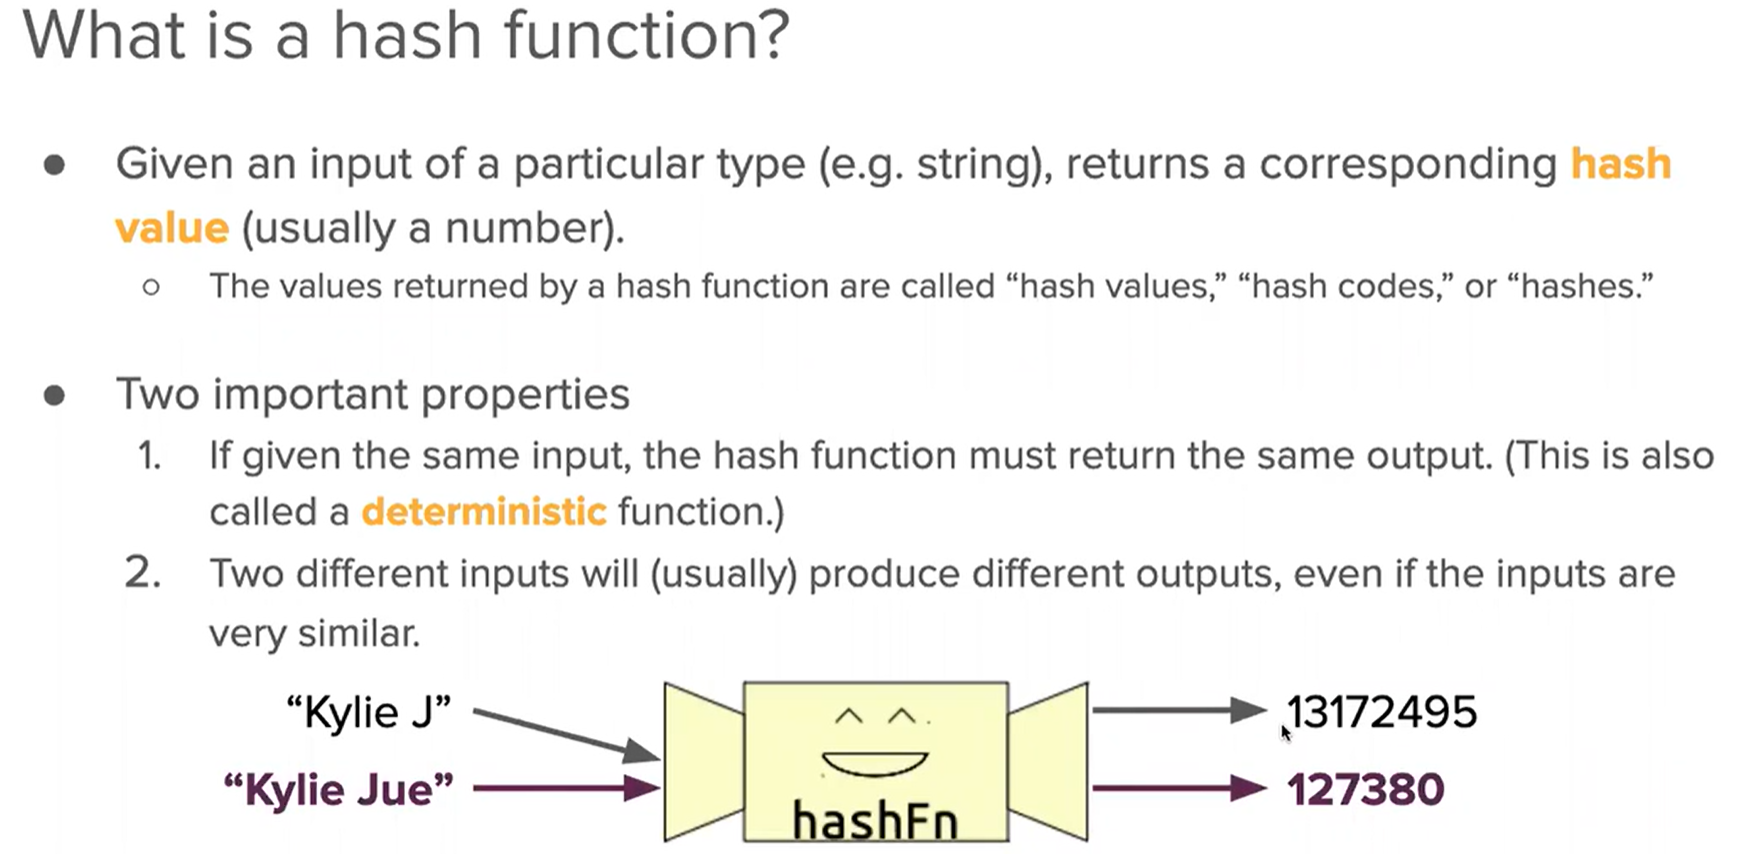 What is a hash function?
● Given an input of a particular type (e.g. string), returns a corresponding hash
value (usually a number).
○ The values returned by a hash function are called “hash values,” “hash codes,” or “hashes.”
● Two important properties
1. If given the same input, the hash function must return the same output. (This is also
called a deterministic function.)
2. Two different inputs will (usually) produce different outputs, even if the inputs are
very similar.
“Kylie J”
13172495
“Kylie Jue”
127380
hashFn